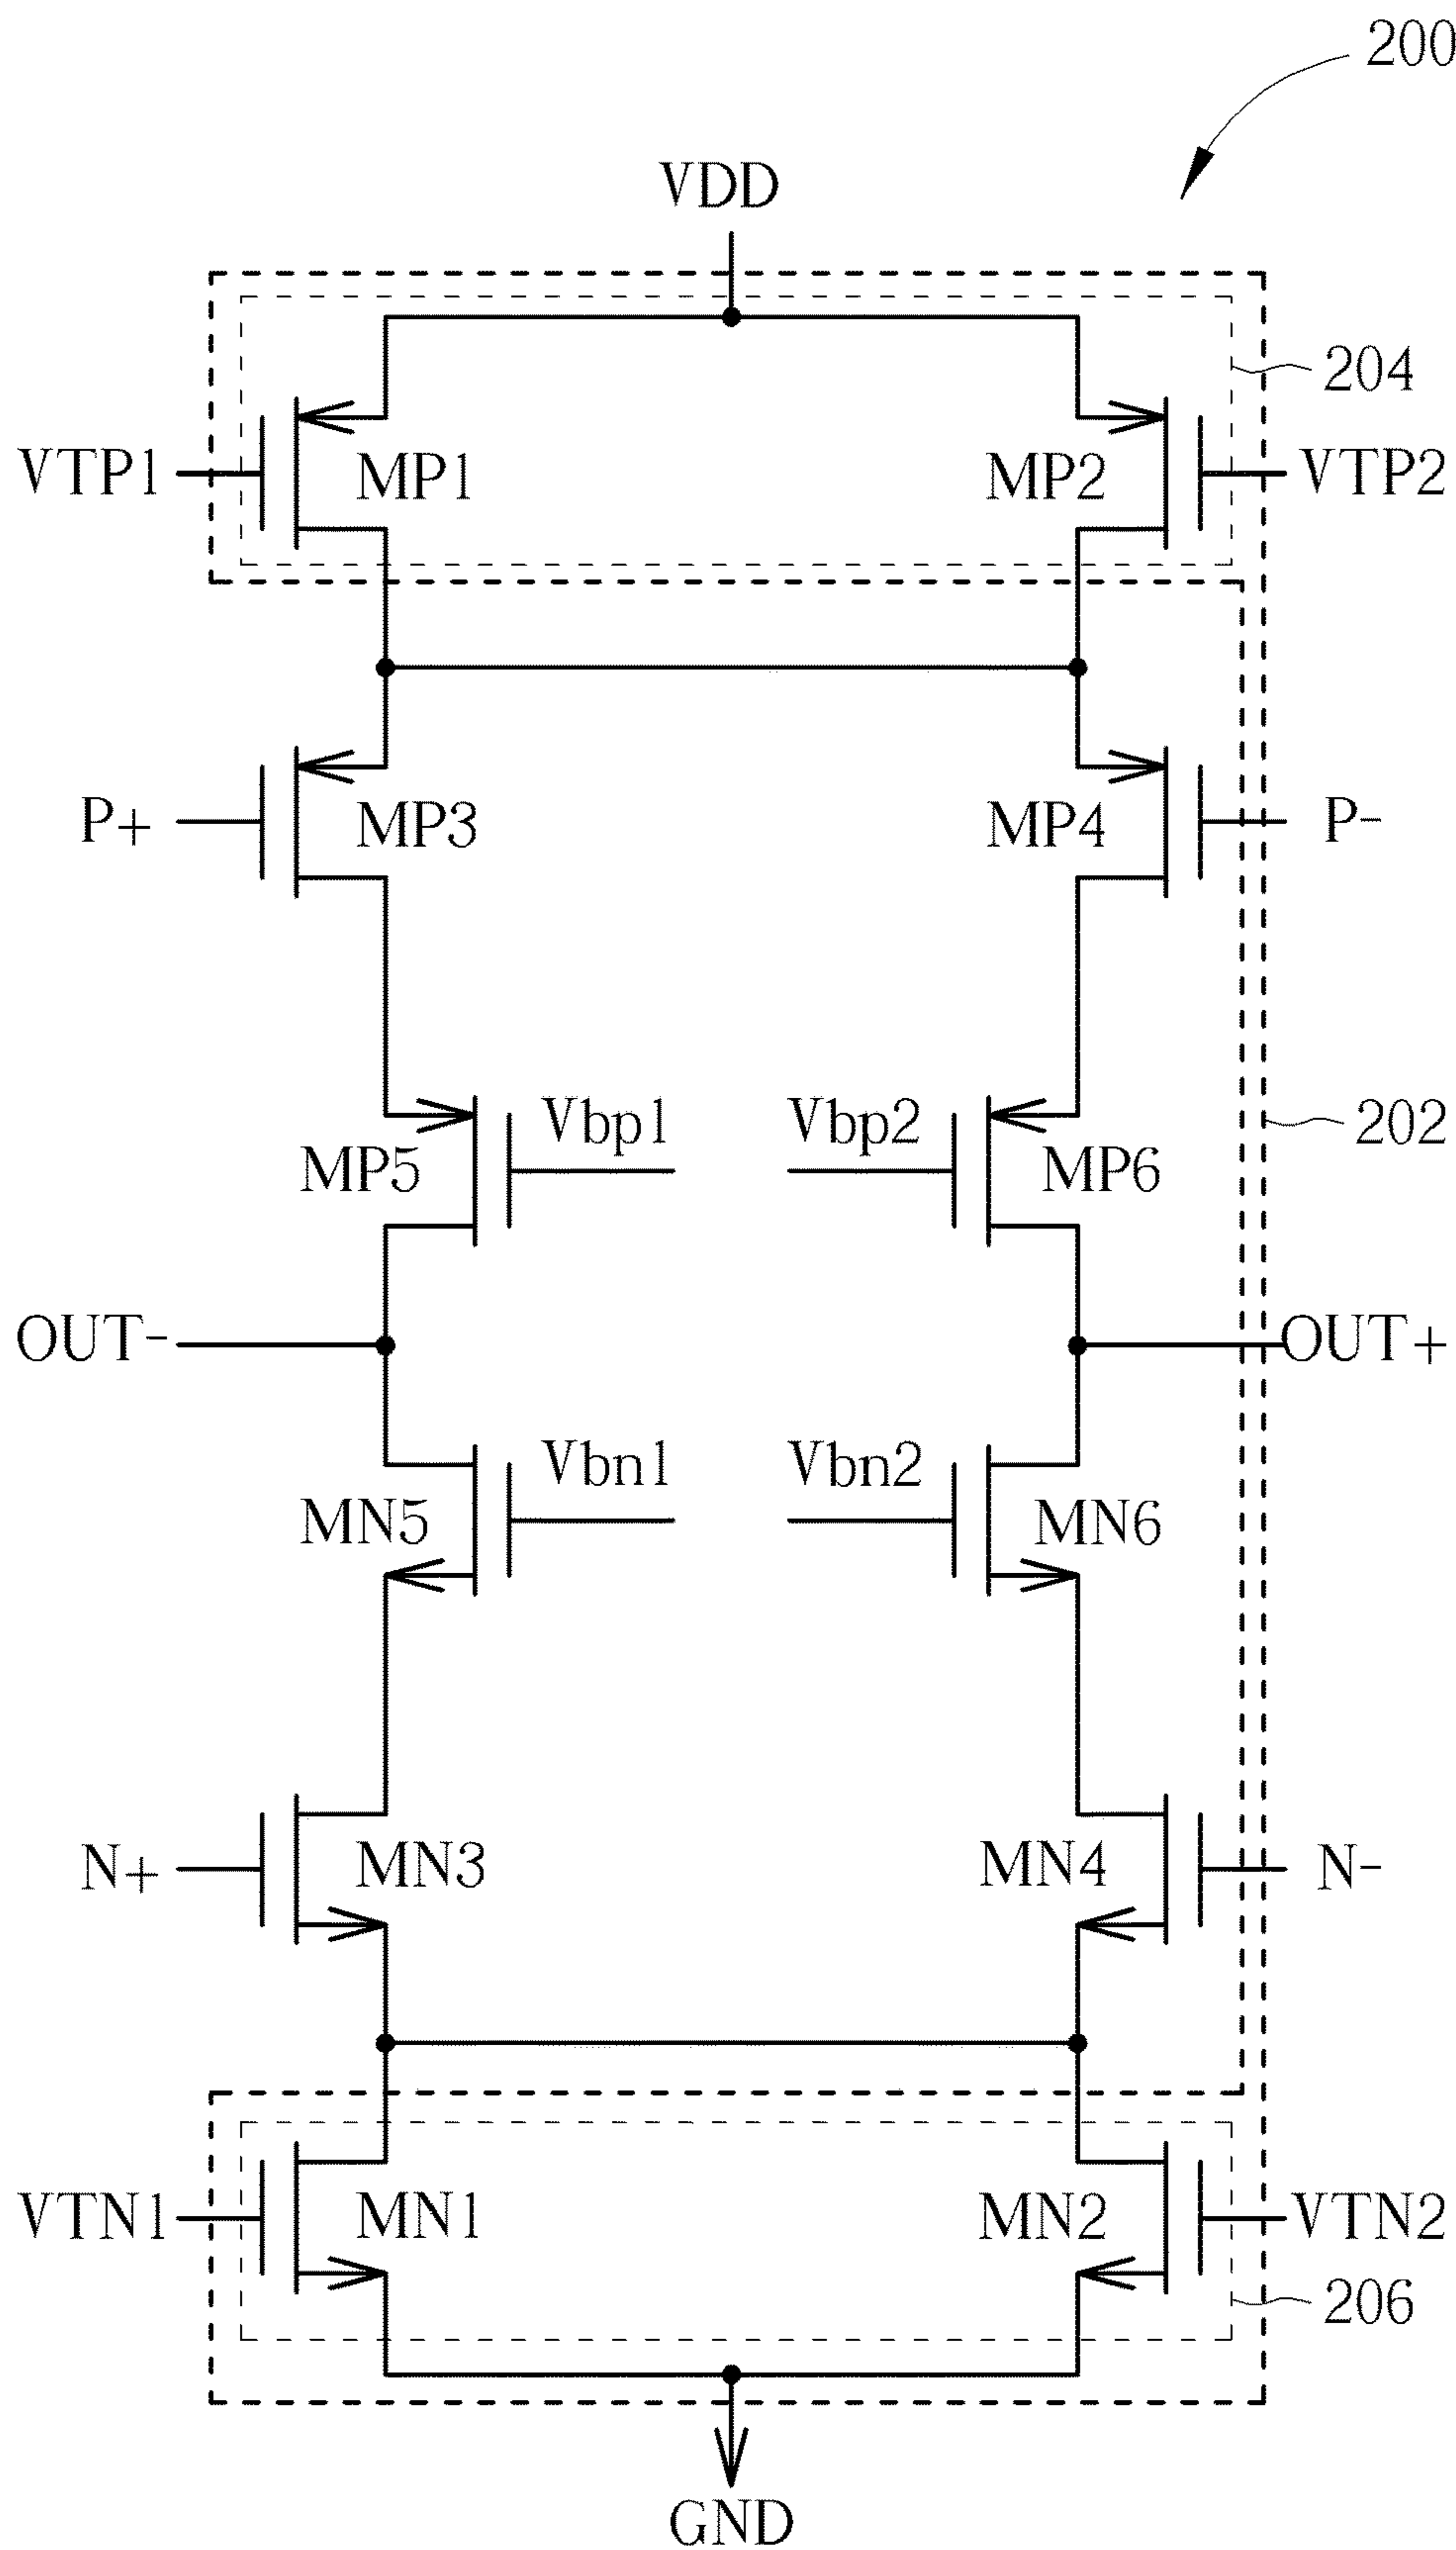 200
VDD
204
VTP1
MP1
MP2
VTP2
P+
MP3
MP4
P-
Vbp1
Vbp2
202
MP5
MP6
OUT-
OUT+
Vbn1
Vbn2
MN5
MN6
N+
MN3
MN4
N-
VTN1
MN1
MN2
VTN2
206
GND